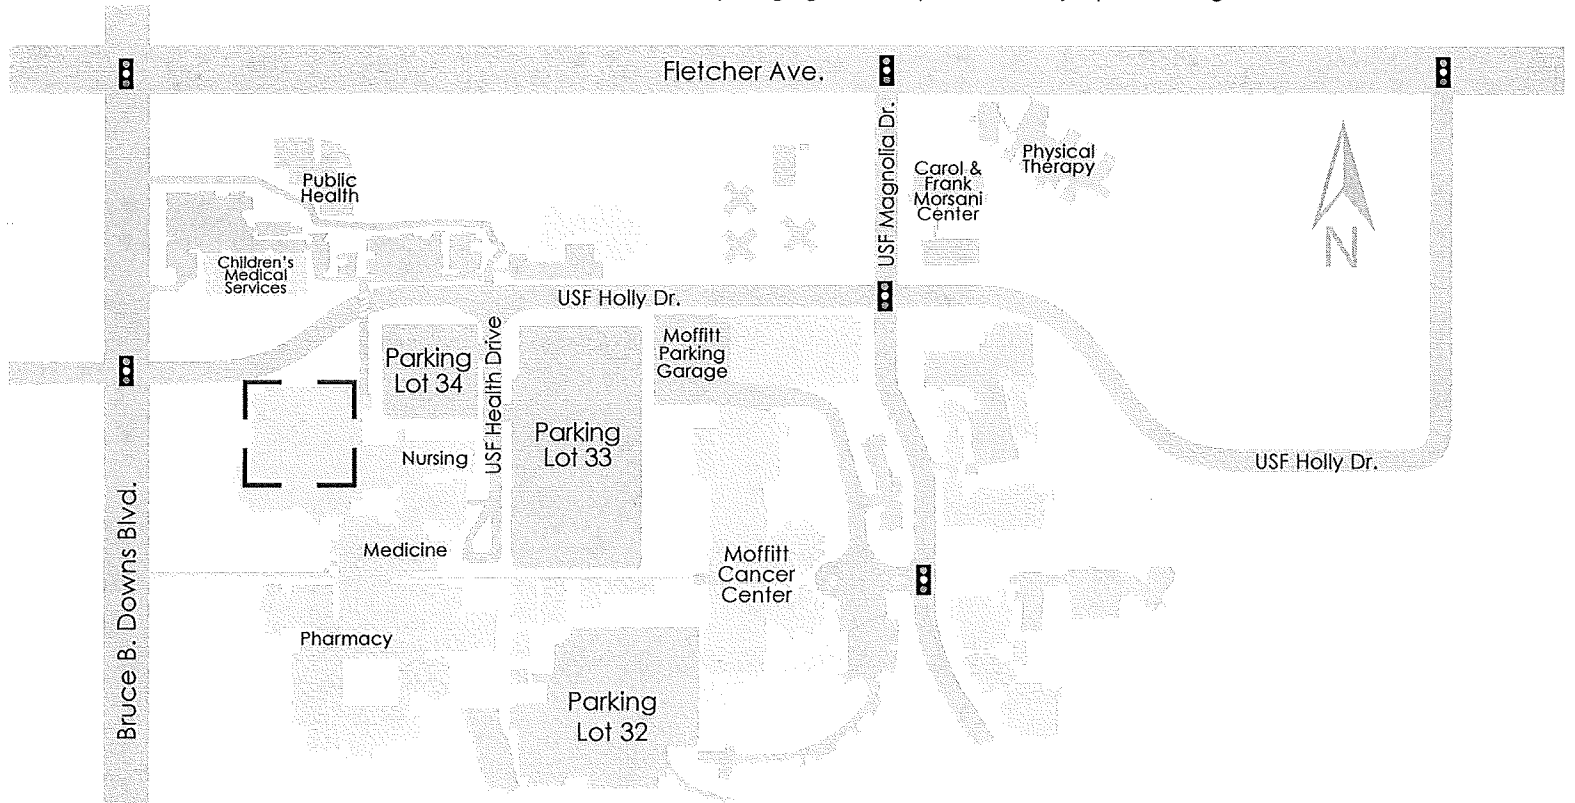 Fletcher Ave.
USF Magnolia Dr.
Physical
Therapy
Carol &
Frank
Morsani
Center
Public
Health
Children's
Medical
Services
N
USF Holly Dr.
Moffitt
Parking
Garage
Parking
Lot 34
USF Health Drive
Parking
Lot 33
Nursing
USF Holly Dr.
Bruce B. Downs Blvd.
Medicine
Moffitt
Cancer
Center
Pharmacy
Parking
Lot 32